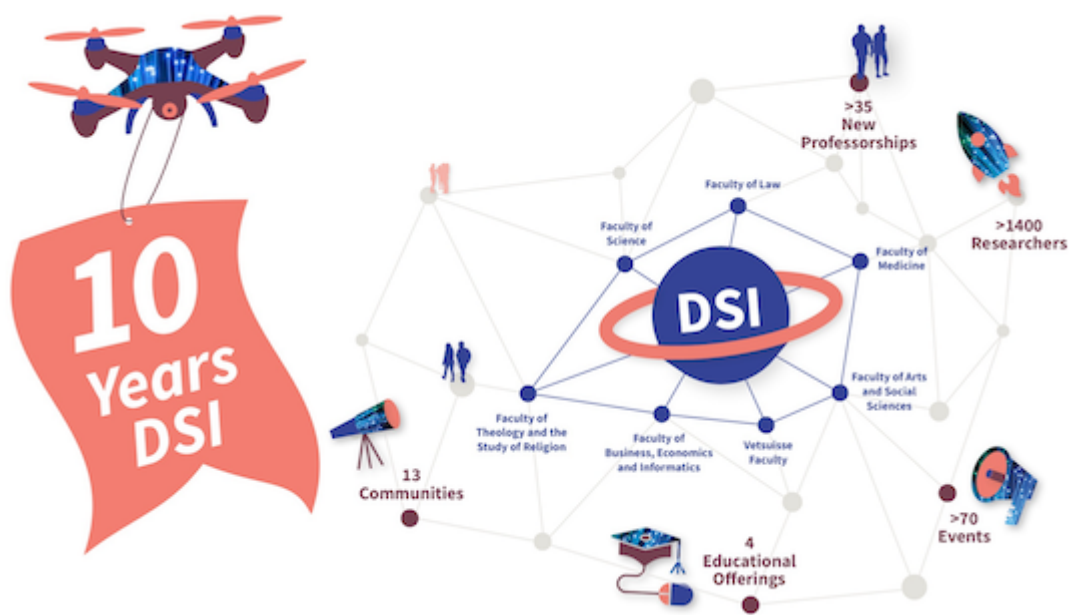 10
Years
DSI
>35
New
Professorships
>1400
Researchers
Faculty of Law
Faculty of
Science
Faculty of
Medicine
DSI
Faculty of Arts
and Social
Sciences
Faculty of
Theology and the
Study of Religion
Faculty of
Business, Economics
and Informatics
Vetsuisse
Faculty
13
Communities
>70
Events
4
Educational
Offerings